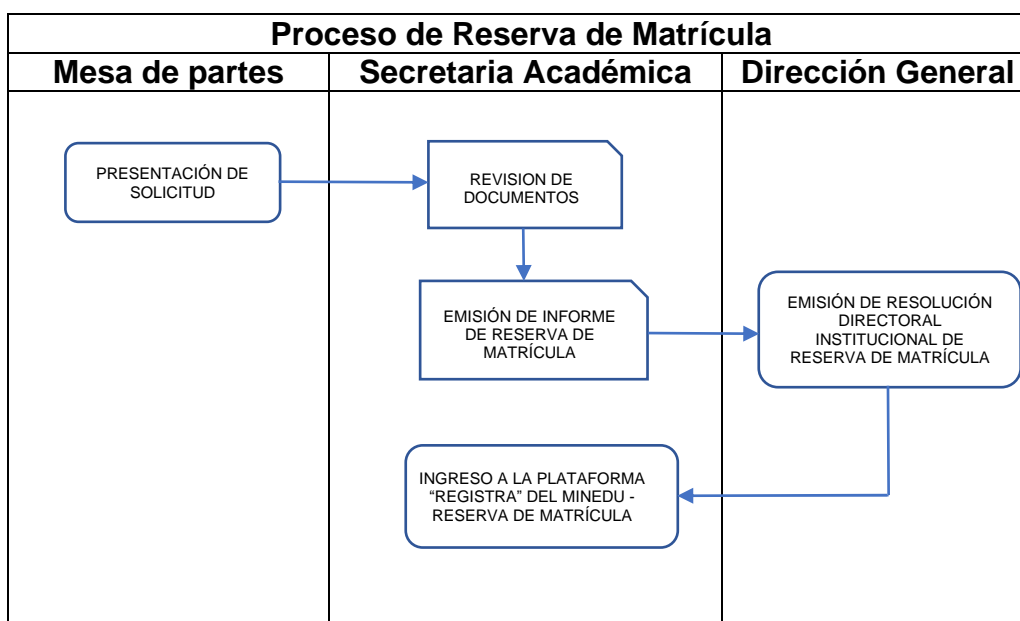 Proceso de Reserva de Matrícula
Mesa de partes
Secretaria Académica
Dirección General
PRESENTACIÓN DE
SOLICITUD
REVISION DE
DOCUMENTOS
EMISIÓN DE INFORME
DE RESERVA DE
MATRÍCULA
EMISIÓN DE RESOLUCIÓN
DIRECTORAL
INSTITUCIONAL DE
RESERVA DE MATRÍCULA
INGRESO A LA PLATAFORMA
“REGISTRA” DEL MINEDU -
RESERVA DE MATRÍCULA